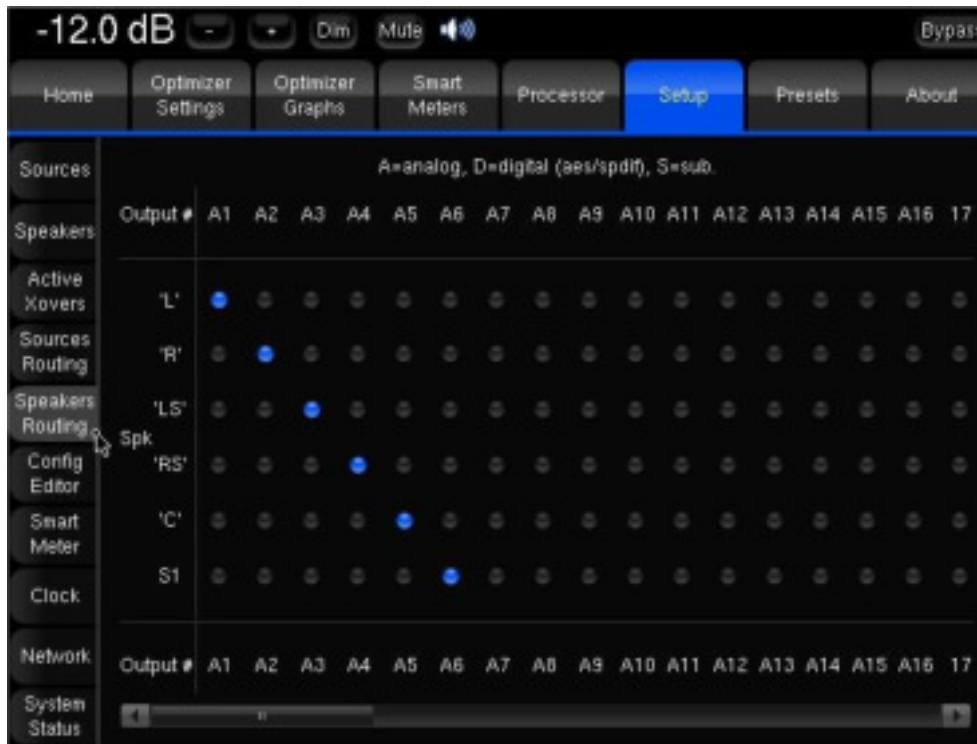 -12.0 dB - + Dim Mute Bypass
Home Optimizer Settings Optimizer Graphs Smart Meters Processor Setup Presets About
Sources
Speakers
Active Xovers
Sources Routing
Speakers Routing
Config Editor
Smart Meter
Clock
Network
System Status
A=analog, D=digital (aes/spdif), S=sub.
Output # A1 A2 A3 A4 A5 A6 A7 A8 A9 A10 A11 A12 A13 A14 A15 A16 17
'L'
'R'
'LS'
Spk
'RS'
'C'
S1
Output # A1 A2 A3 A4 A5 A6 A7 A8 A9 A10 A11 A12 A13 A14 A15 A16 17